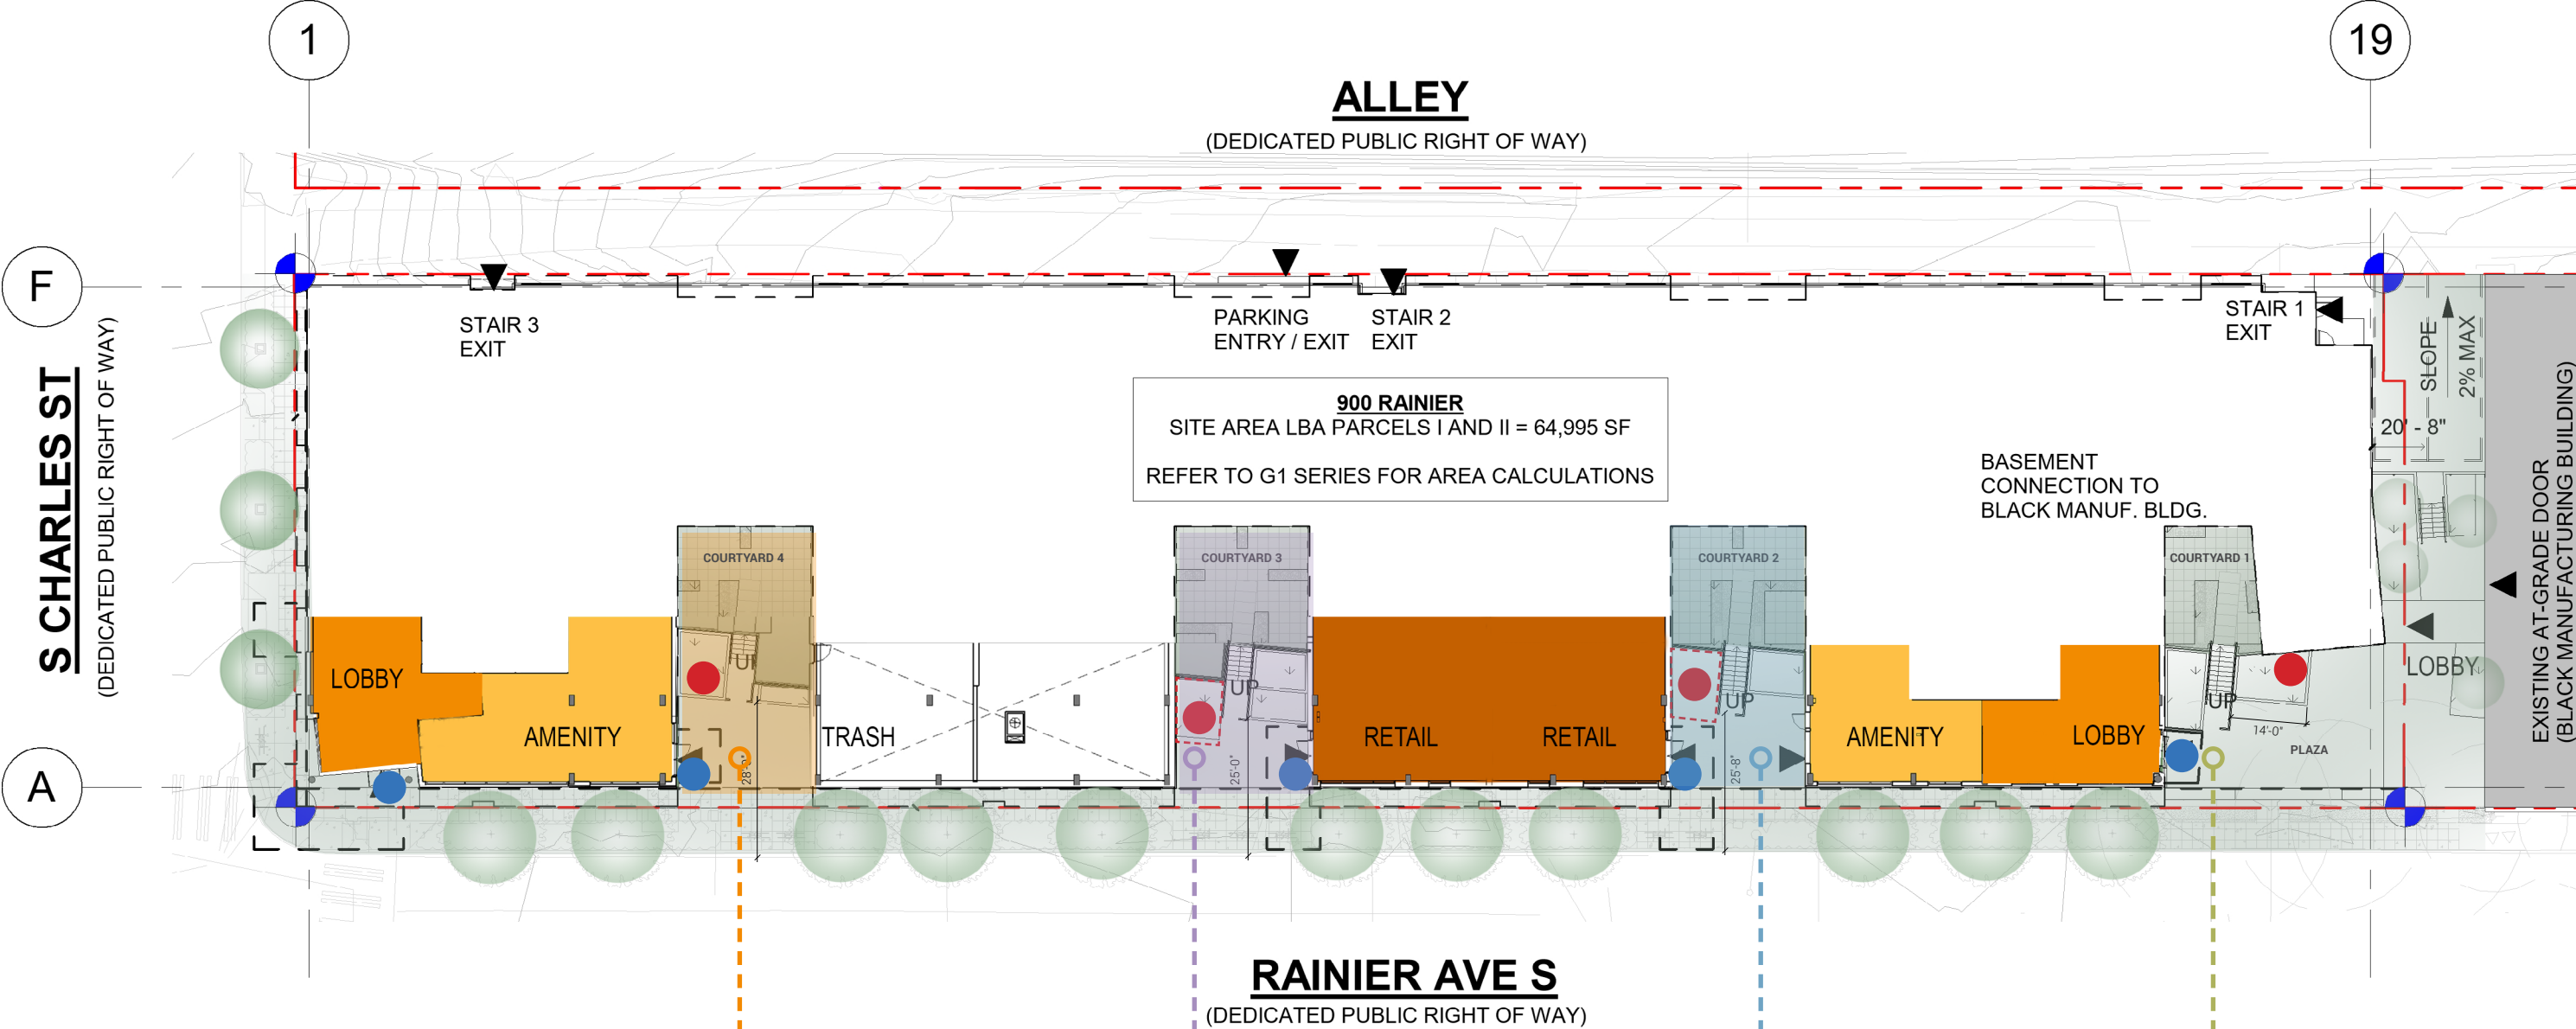 1
19
ALLEY
(DEDICATED PUBLIC RIGHT OF WAY)
F
STAIR 3
EXIT
PARKING
ENTRY / EXIT
STAIR 2
EXIT
STAIR 1
EXIT
SLOPE
2% MAX
20' - 8"
S CHARLES ST
(DEDICATED PUBLIC RIGHT OF WAY)
900 RAINIER
SITE AREA LBA PARCELS I AND II = 64,995 SF
REFER TO G1 SERIES FOR AREA CALCULATIONS
BASEMENT
CONNECTION TO
BLACK MANUF. BLDG.
EXISTING AT-GRADE DOOR
(BLACK MANUFACTURING BUILDING)
COURTYARD 4
COURTYARD 3
COURTYARD 2
COURTYARD 1
LOBBY
AMENITY
TRASH
UP
RETAIL
RETAIL
UP
AMENITY
LOBBY
UP
LOBBY
14'-0"
PLAZA
25'-0"
25'-8"
A
RAINIER AVE S
(DEDICATED PUBLIC RIGHT OF WAY)